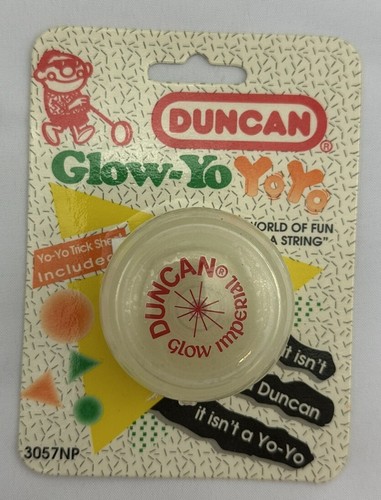 DUNCAN®
Glow-Yo YoYo
WORLD OF FUN
A STRING"
Yo-Yo Trick Sheet
Included
DUNCAN®
GLOW IMPERIAL
it isn't
Duncan
it isn't a Yo-Yo
3057NP